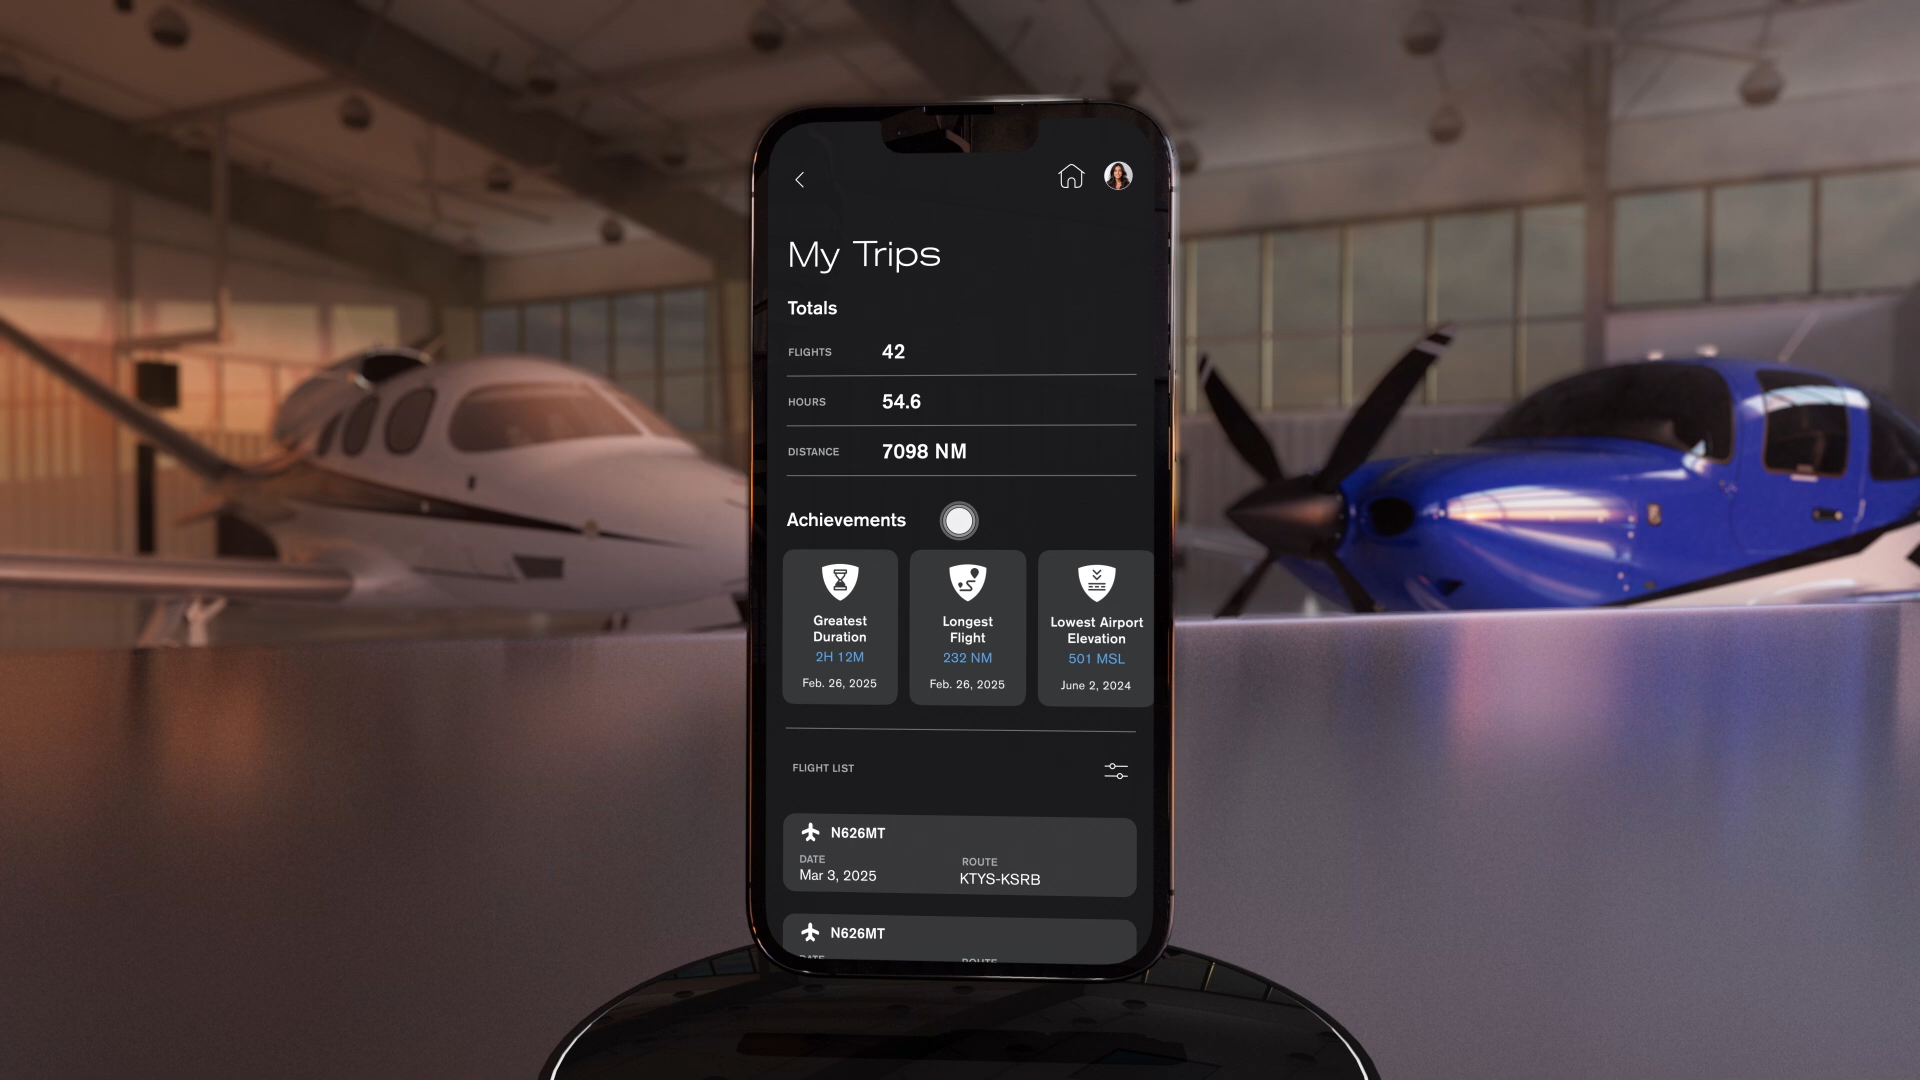 My Trips
Totals
FLIGHTS 42
HOURS 54.6
DISTANCE 7098 NM
Achievements
Greatest
Duration
2H 12M
Feb. 26, 2025
Longest
Flight
232 NM
Feb. 26, 2025
Lowest Airport
Elevation
501 MSL
June 2, 2024
FLIGHT LIST
N626MT
DATE ROUTE
Mar 3, 2025 KTYS-KSRB
N626MT
DATE ROUTE